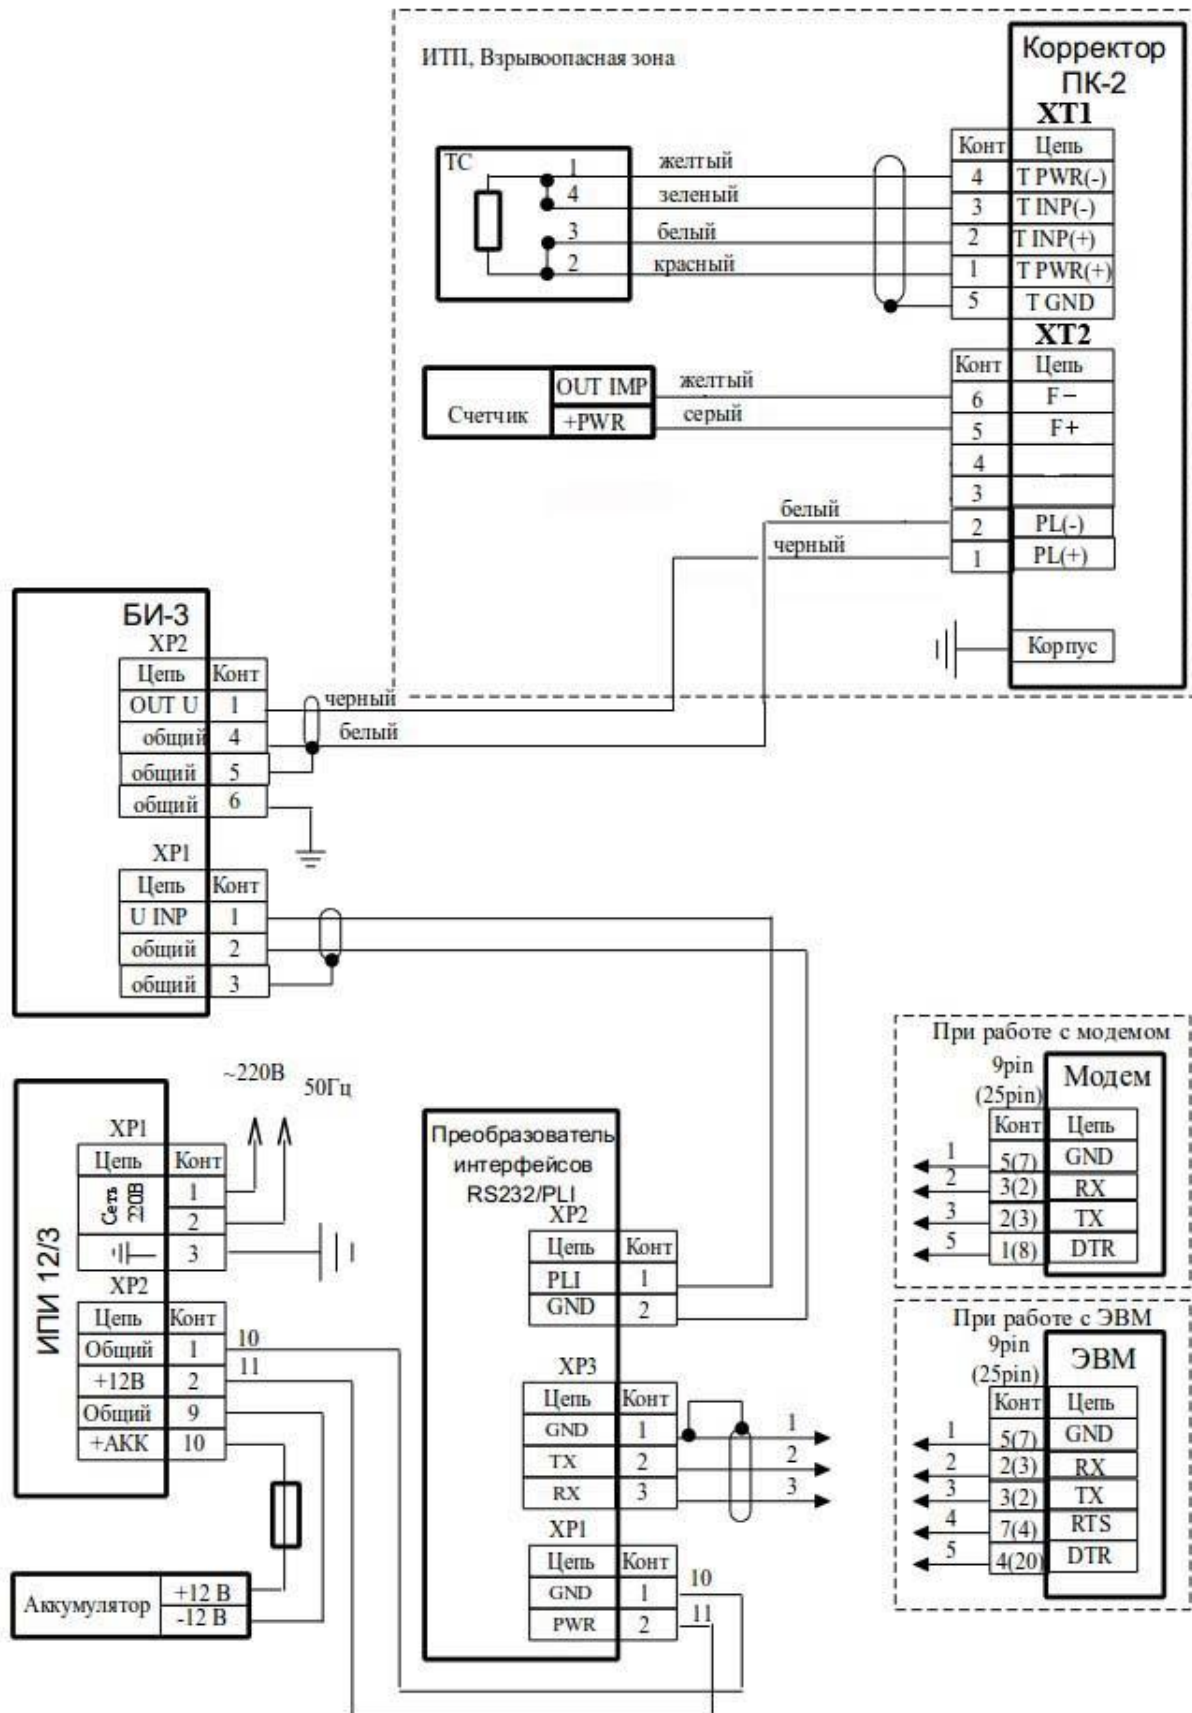 ИТП, Взрывоопасная зона
Корректор
ПК-2
XT1
Конт Цепь
4 T PWR(-)
3 T INP(-)
2 T INP(+)
1 T PWR(+)
5 T GND
ТС
1 желтый
4 зеленый
3 белый
2 красный
XT2
Конт Цепь
6 F−
5 F+
4
3
2 PL(-)
1 PL(+)
Корпус
Счетчик
OUT IMP желтый
+PWR серый
белый
черный
БИ-3
XP2
Цепь Конт
OUT U 1 черный
общий 4 белый
общий 5
общий 6
XP1
Цепь Конт
U INP 1
общий 2
общий 3
ИПИ 12/3
~220В 50Гц
XP1
Цепь Конт
Сеть 220В
1
2
3
XP2
Цепь Конт
Общий 1 10
+12В 2 11
Общий 9
+АКК 10
Аккумулятор
+12 В
-12 В
Преобразователь
интерфейсов
RS232/PLI
XP2
Цепь Конт
PLI 1
GND 2
XP3
Цепь Конт
GND 1 1
TX 2 2
RX 3 3
XP1
Цепь Конт
GND 1 10
PWR 2 11
При работе с модемом
9pin
(25pin)
Модем
Конт Цепь
1 5(7) GND
2 3(2) RX
3 2(3) TX
5 1(8) DTR
При работе с ЭВМ
9pin
(25pin)
ЭВМ
Конт Цепь
1 5(7) GND
2 2(3) RX
3 3(2) TX
4 7(4) RTS
5 4(20) DTR